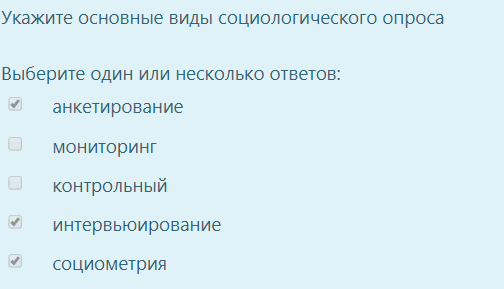 Укажите основные виды социологического опроса
Выберите один или несколько ответов:
анкетирование
мониторинг
контрольный
интервьюирование
социометрия